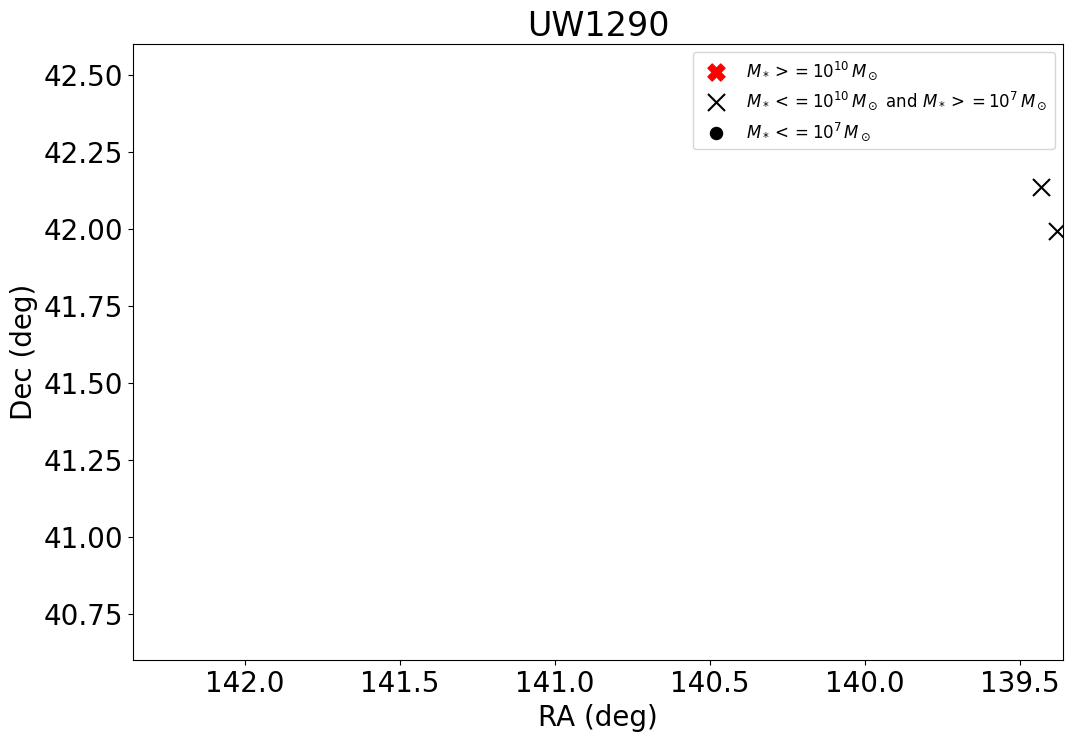 UW1290
42.50
42.25
42.00
41.75
41.50
41.25
41.00
40.75
Dec (deg)
M_* >= 10^{10} M_⊙
M_* <= 10^{10} M_⊙ and M_* >= 10^7 M_⊙
M_* <= 10^7 M_⊙
142.0 141.5 141.0 140.5 140.0 139.5
RA (deg)